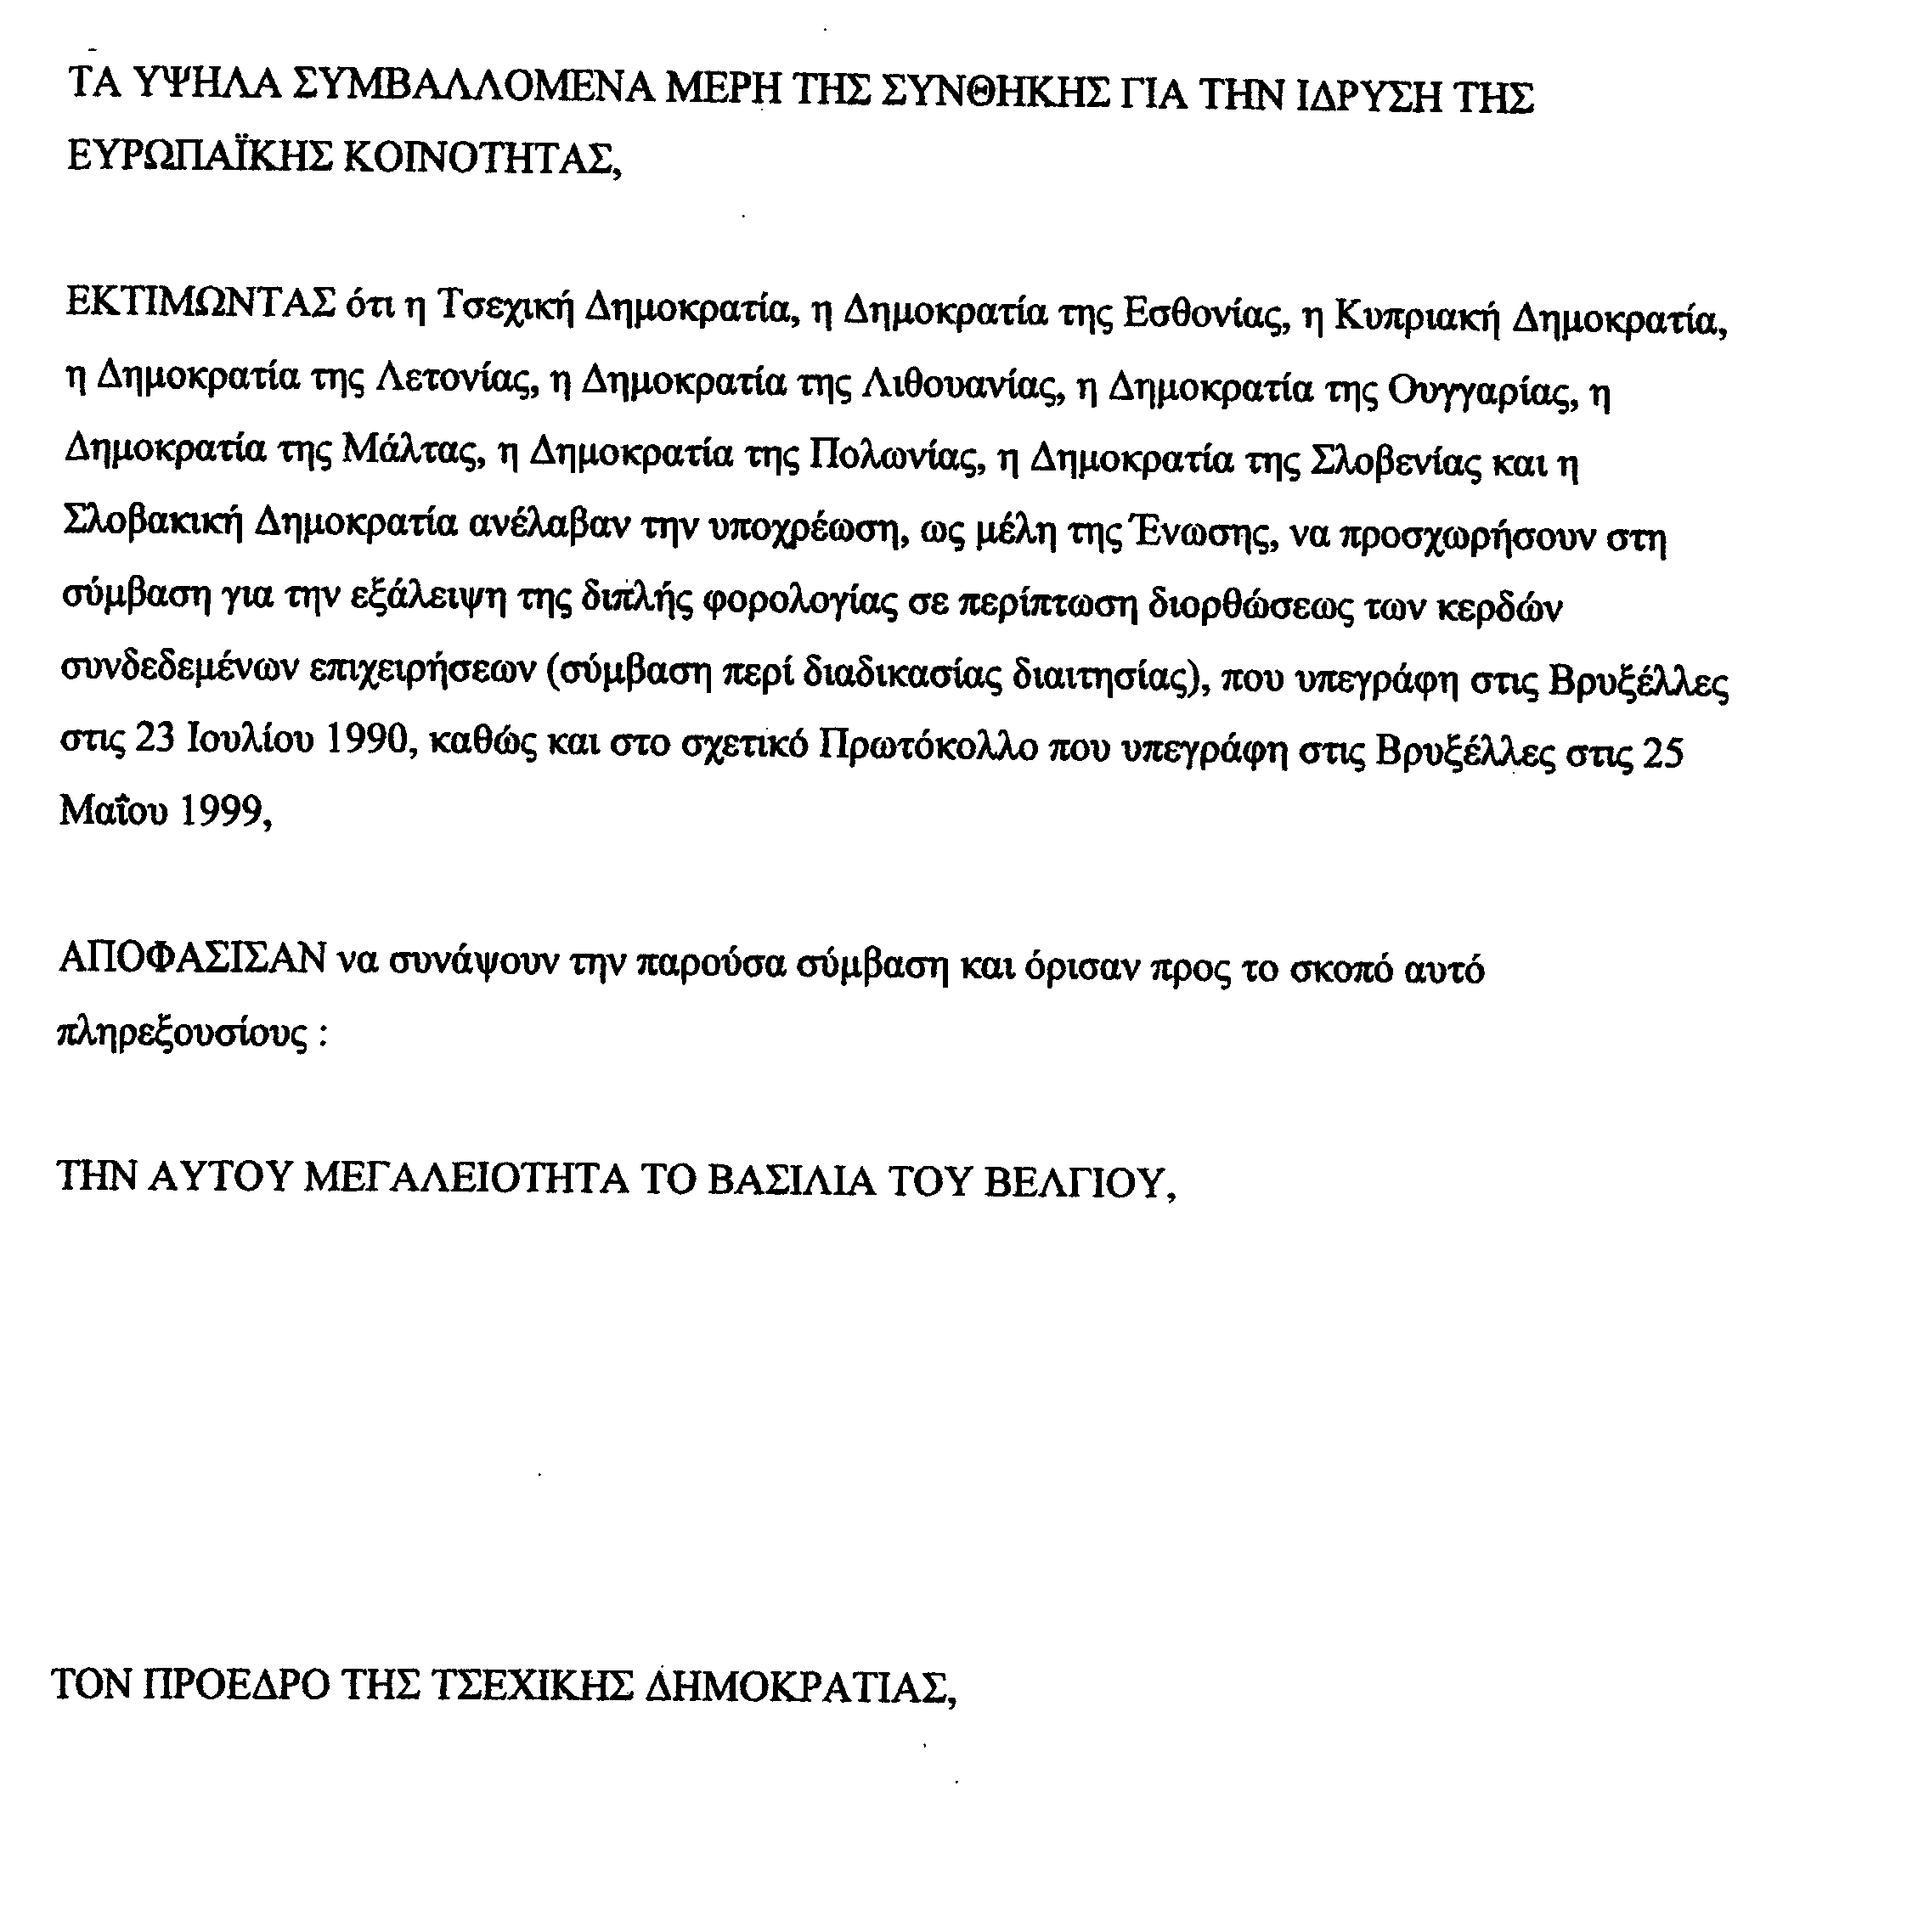 ΤΑ ΥΨΗΛΑ ΣΥΜΒΑΛΛΟΜΕΝΑ ΜΕΡΗ ΤΗΣ ΣΥΝΘΗΚΗΣ ΓΙΑ ΤΗΝ ΙΔΡΥΣΗ ΤΗΣ
ΕΥΡΩΠΑΪΚΗΣ ΚΟΙΝΟΤΗΤΑΣ,
ΕΚΤΙΜΩΝΤΑΣ ότι η Τσεχική Δημοκρατία, η Δημοκρατία της Εσθονίας, η Κυπριακή Δημοκρατία,
η Δημοκρατία της Λετονίας, η Δημοκρατία της Λιθουανίας, η Δημοκρατία της Ουγγαρίας, η
Δημοκρατία της Μάλτας, η Δημοκρατία της Πολωνίας, η Δημοκρατία της Σλοβενίας και η
Σλοβακική Δημοκρατία ανέλαβαν την υποχρέωση, ως μέλη της Ένωσης, να προσχωρήσουν στη
σύμβαση για την εξάλειψη της διπλής φορολογίας σε περίπτωση διορθώσεως των κερδών
συνδεδεμένων επιχειρήσεων (σύμβαση περί διαδικασίας διαιτησίας), που υπεγράφη στις Βρυξέλλες
στις 23 Ιουλίου 1990, καθώς και στο σχετικό Πρωτόκολλο που υπεγράφη στις Βρυξέλλες στις 25
Μαΐου 1999,
ΑΠΟΦΑΣΙΣΑΝ να συνάψουν την παρούσα σύμβαση και όρισαν προς το σκοπό αυτό
πληρεξουσίους :
ΤΗΝ ΑΥΤΟΥ ΜΕΓΑΛΕΙΟΤΗΤΑ ΤΟ ΒΑΣΙΛΙΑ ΤΟΥ ΒΕΛΓΙΟΥ,
ΤΟΝ ΠΡΟΕΔΡΟ ΤΗΣ ΤΣΕΧΙΚΗΣ ΔΗΜΟΚΡΑΤΙΑΣ,